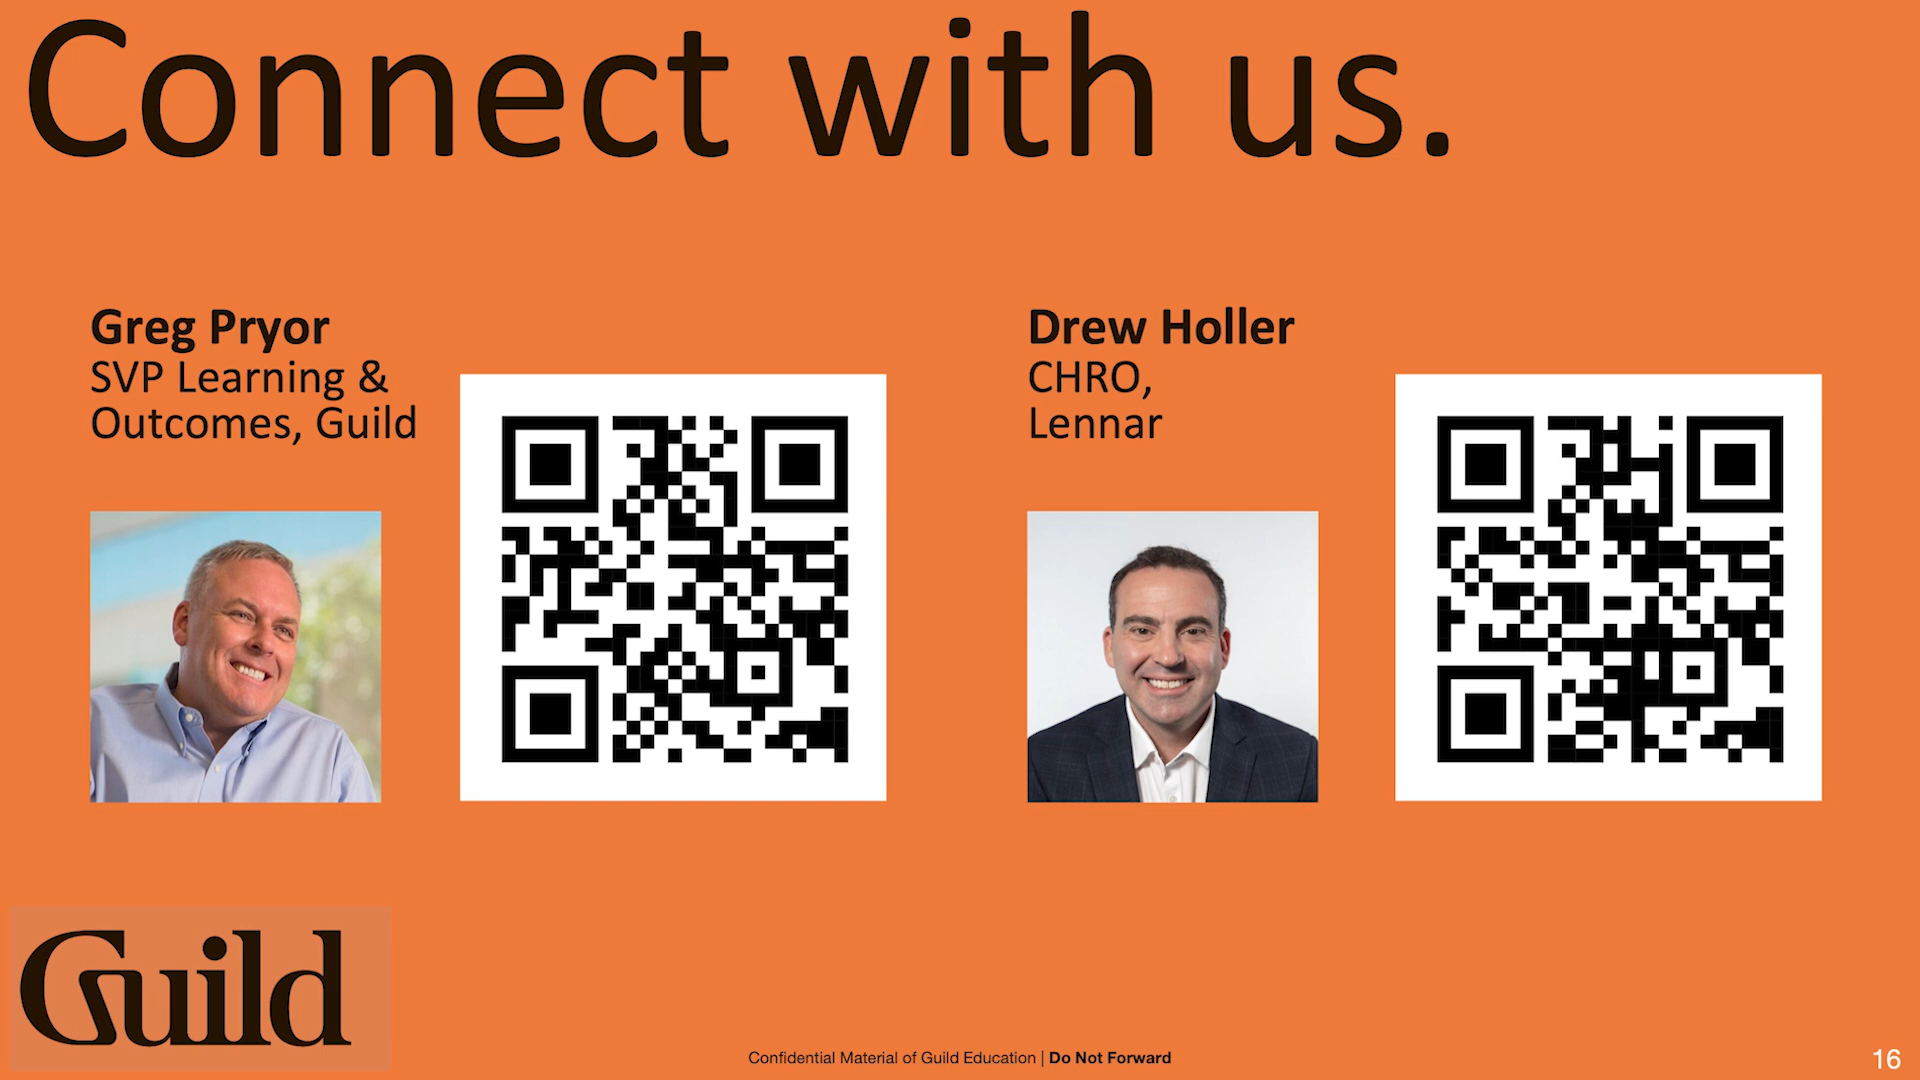 Connect with us.
Greg Pryor
SVP Learning &
Outcomes, Guild
Drew Holler
CHRO,
Lennar
Guild
Confidential Material of Guild Education | Do Not Forward
16